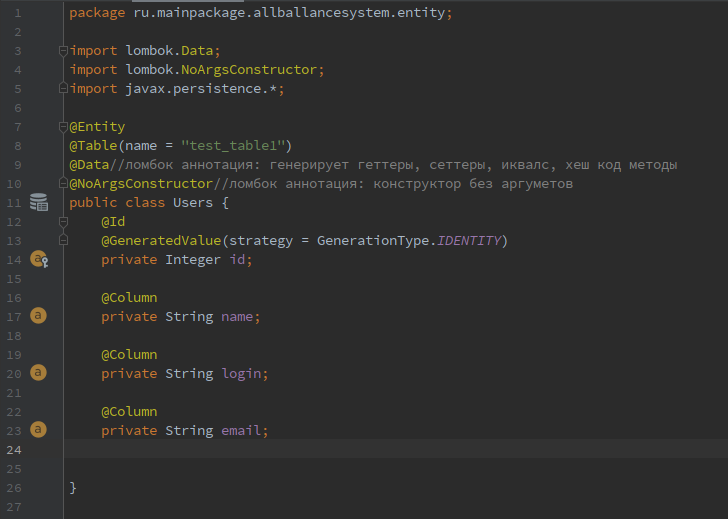 1 package ru.mainpackage.allballancesystem.entity;
2
3 import lombok.Data;
4 import lombok.NoArgsConstructor;
5 import javax.persistence.*;
6
7 @Entity
8 @Table(name = "test_table1")
9 @Data//ломбок аннотация: генерирует геттеры, сеттеры, иквалс, хеш код методы
10 @NoArgsConstructor//ломбок аннотация: конструктор без аргуметов
11 public class Users {
12 @Id
13 @GeneratedValue(strategy = GenerationType.IDENTITY)
14 a private Integer id;
15
16 @Column
17 a private String name;
18
19 @Column
20 a private String login;
21
22 @Column
23 a private String email;
24
25
26 }
27